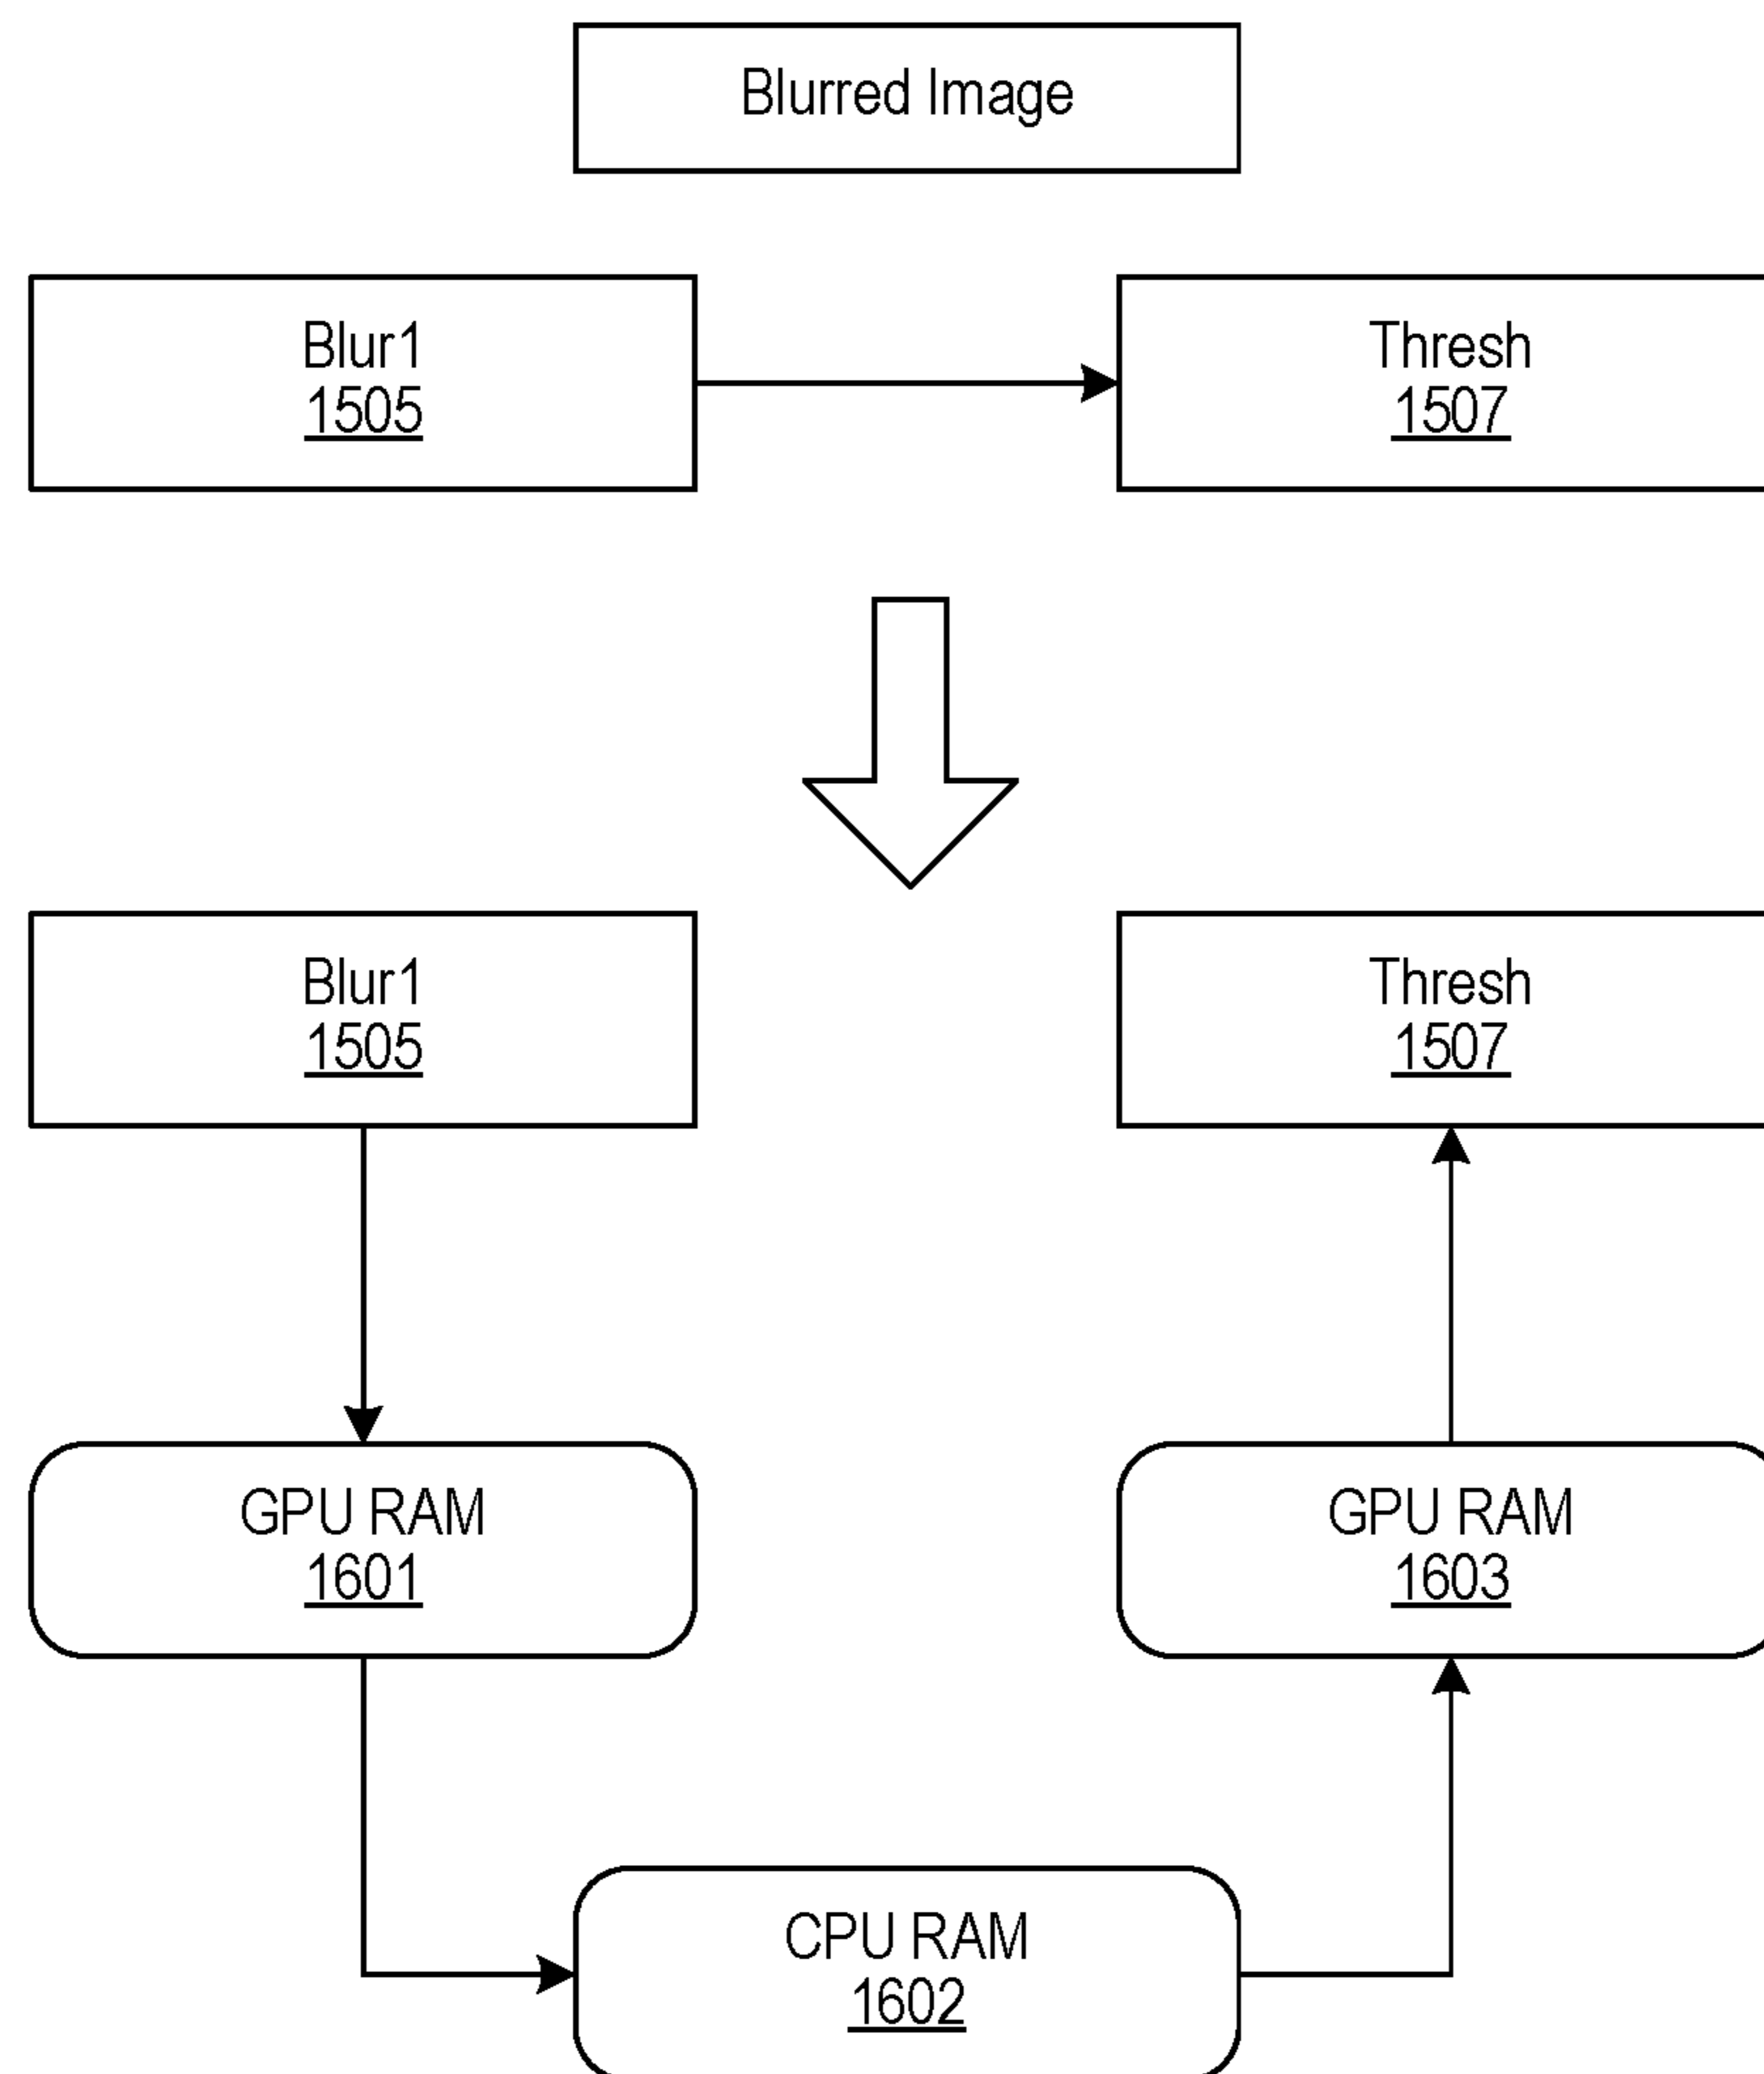 Blurred Image
Blur1
1505
Thresh
1507
Blur1
1505
Thresh
1507
GPU RAM
1601
GPU RAM
1603
CPU RAM
1602